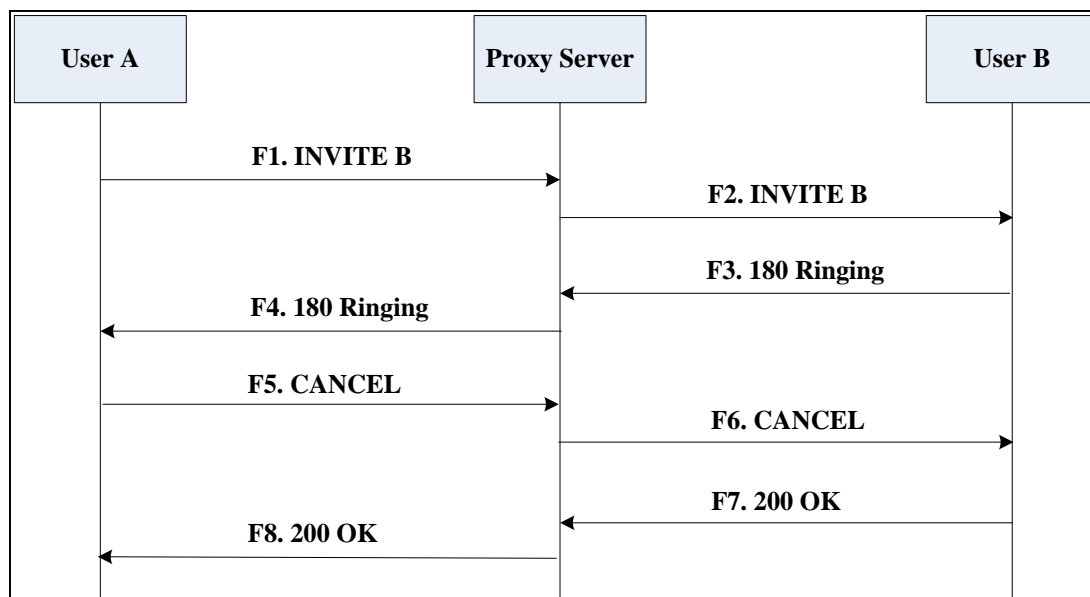 User A
Proxy Server
User B
F1. INVITE B
F2. INVITE B
F3. 180 Ringing
F4. 180 Ringing
F5. CANCEL
F6. CANCEL
F7. 200 OK
F8. 200 OK